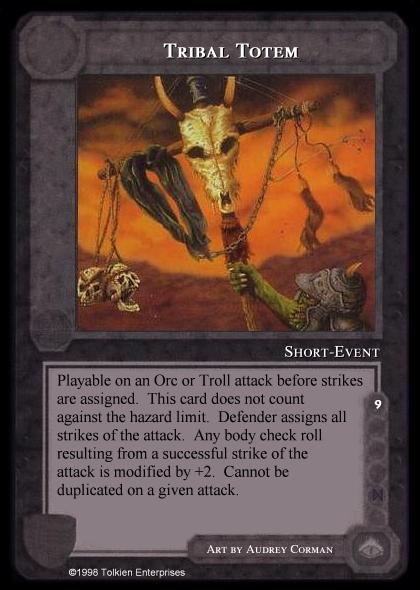 Tribal Totem
Short-Event
Playable on an Orc or Troll attack before strikes
are assigned. This card does not count
against the hazard limit. Defender assigns all
strikes of the attack. Any body check roll
resulting from a successful strike of the
attack is modified by +2. Cannot be
duplicated on a given attack.
9
N
Art by Audrey Corman
©1998 Tolkien Enterprises